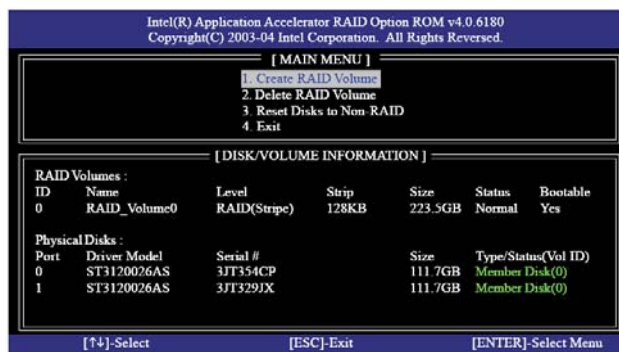 Intel(R) Application Accelerator RAID Option ROM v4.0.6180
Copyright(C) 2003-04 Intel Corporation. All Rights Reversed.
[ MAIN MENU ]
1. Create RAID Volume
2. Delete RAID Volume
3. Reset Disks to Non-RAID
4. Exit
[ DISK/VOLUME INFORMATION ]
RAID Volumes :
ID Name Level Strip Size Status Bootable
0 RAID_Volume0 RAID(Stripe) 128KB 223.5GB Normal Yes
Physical Disks :
Port Driver Model Serial # Size Type/Status(Vol ID)
0 ST3120026AS 3JT354CP 111.7GB Member Disk(0)
1 ST3120026AS 3JT329JX 111.7GB Member Disk(0)
[↑↓]-Select [ESC]-Exit [ENTER]-Select Menu